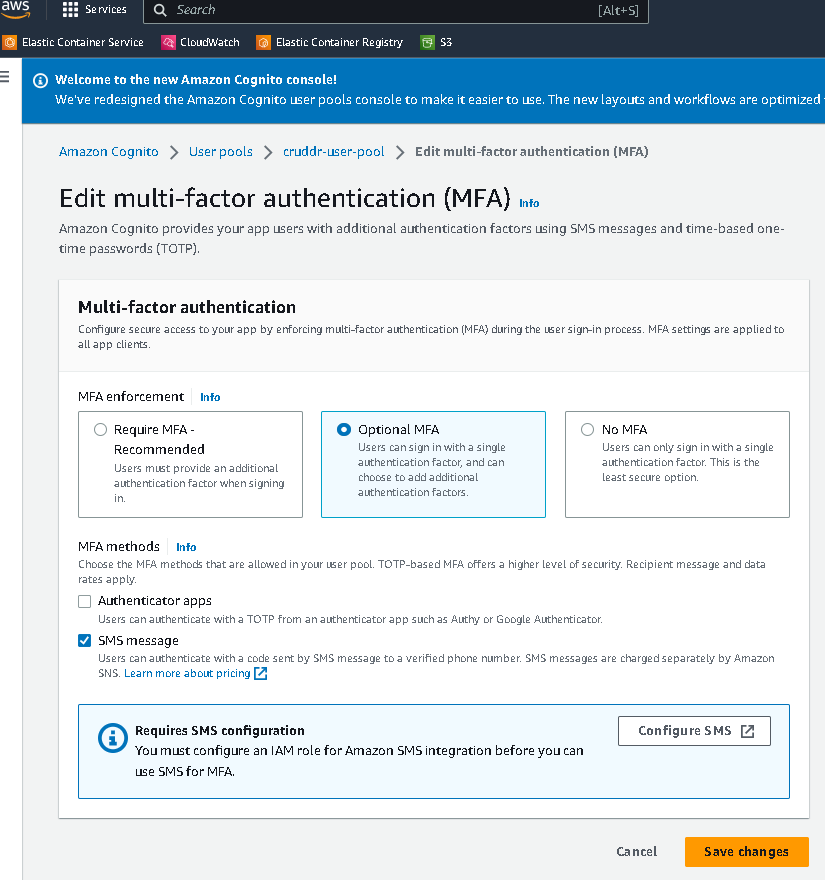 aws
Services
Search
[Alt+S]
Elastic Container Service
CloudWatch
Elastic Container Registry
S3
Welcome to the new Amazon Cognito console!
We've redesigned the Amazon Cognito user pools console to make it easier to use. The new layouts and workflows are optimized
Amazon Cognito
User pools
cruddr-user-pool
Edit multi-factor authentication (MFA)
Edit multi-factor authentication (MFA) Info
Amazon Cognito provides your app users with additional authentication factors using SMS messages and time-based one-
time passwords (TOTP).
Multi-factor authentication
Configure secure access to your app by enforcing multi-factor authentication (MFA) during the user sign-in process. MFA settings are applied to
all app clients.
MFA enforcement Info
Require MFA -
Recommended
Users must provide an additional
authentication factor when signing
in.
Optional MFA
Users can sign in with a single
authentication factor, and can
choose to add additional
authentication factors.
No MFA
Users can only sign in with a single
authentication factor. This is the
least secure option.
MFA methods Info
Choose the MFA methods that are allowed in your user pool. TOTP-based MFA offers a higher level of security. Recipient message and data
rates apply.
Authenticator apps
Users can authenticate with a TOTP from an authenticator app such as Authy or Google Authenticator.
SMS message
Users can authenticate with a code sent by SMS message to a verified phone number. SMS messages are charged separately by Amazon
SNS. Learn more about pricing
Requires SMS configuration
You must configure an IAM role for Amazon SMS integration before you can
use SMS for MFA.
Configure SMS
Cancel
Save changes